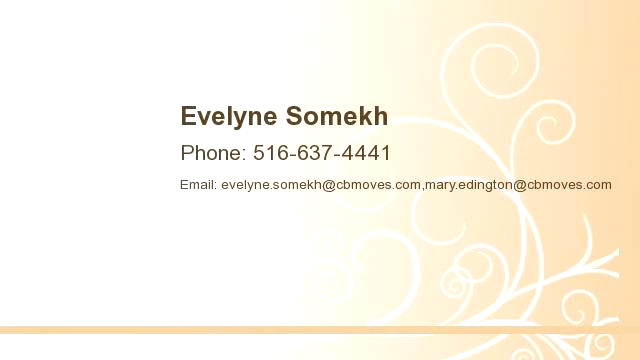 Evelyne Somekh
Phone: 516-637-4441
Email: evelyne.somekh@cbmoves.com,mary.edington@cbmoves.com